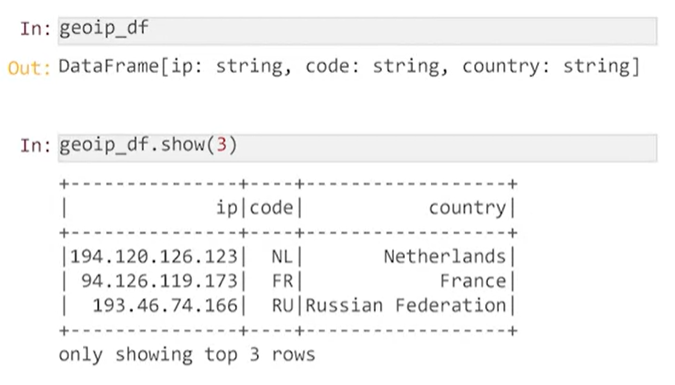 In: geoip_df
Out: DataFrame[ip: string, code: string, country: string]
In: geoip_df.show(3)
+---------------+----+------------------+
|             ip|code|           country|
+---------------+----+------------------+
|194.120.126.123|  NL|       Netherlands|
| 94.126.119.173|  FR|            France|
|  193.46.74.166|  RU|Russian Federation|
+---------------+----+------------------+
only showing top 3 rows